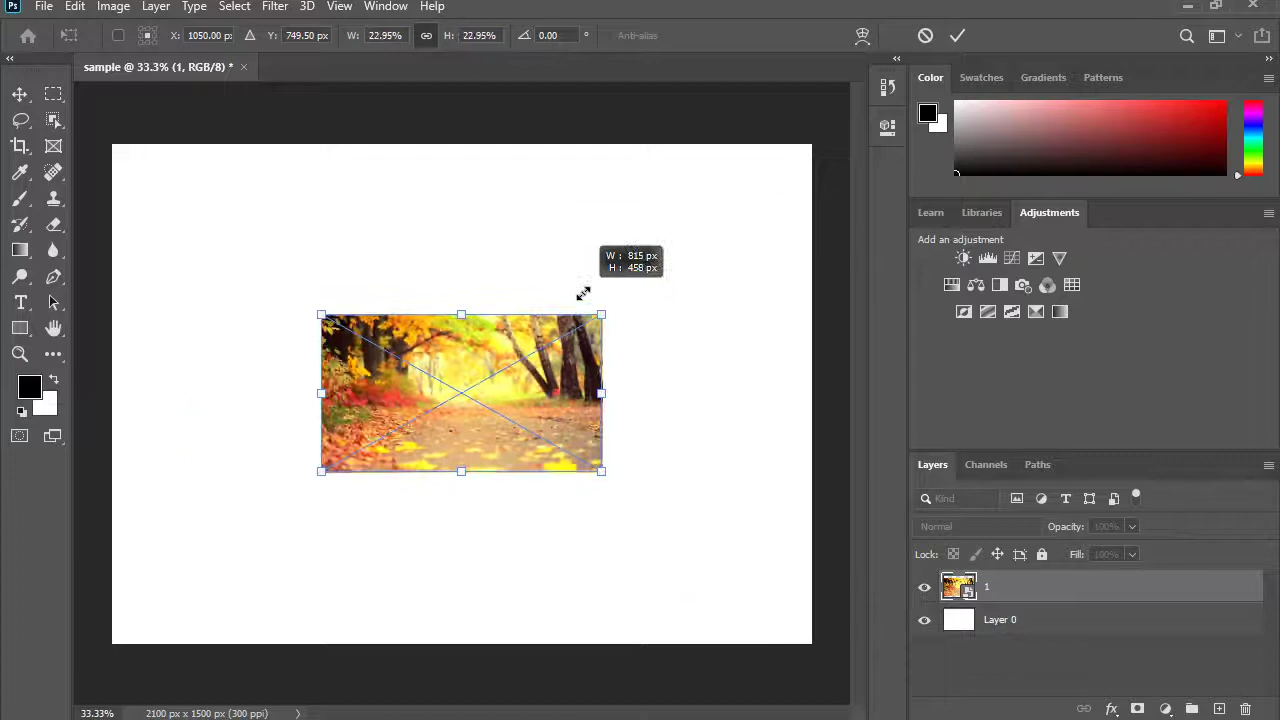 Ps File Edit Image Layer Type Select Filter 3D View Window Help
X: 1050.00 px Y: 749.50 px W: 22.95% H: 22.95% 0.00 ° Anti-alias
sample @ 33.3% (1, RGB/8) * ×
Color Swatches Gradients Patterns
Learn Libraries Adjustments
Add an adjustment
W : 815 px
H : 458 px
Layers Channels Paths
Kind
Normal Opacity: 100%
Lock: Fill: 100%
1
Layer 0
33.33% 2100 px x 1500 px (300 ppi)